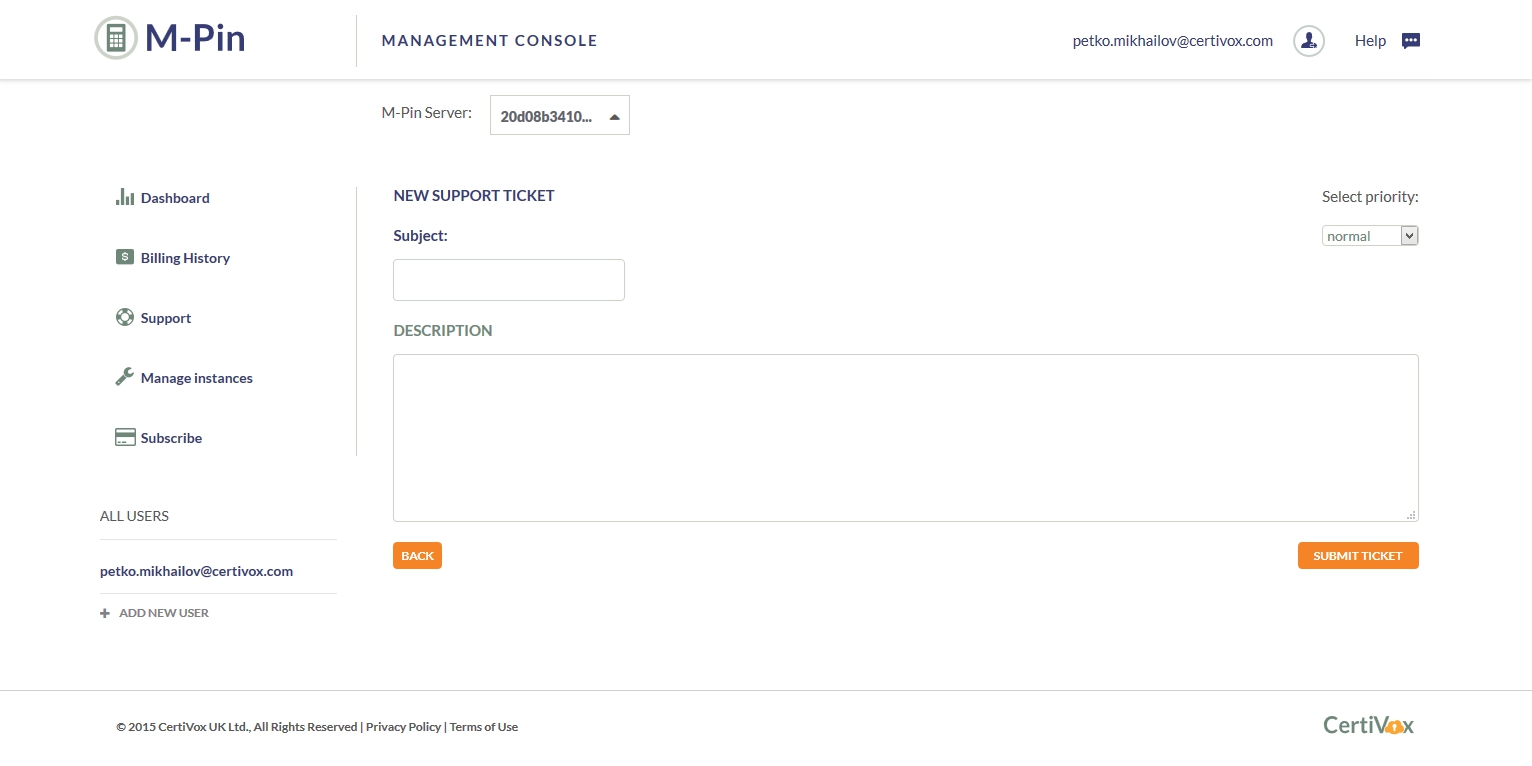 M-Pin
MANAGEMENT CONSOLE
petko.mikhailov@certivox.com
Help
M-Pin Server:
20d08b3410...
Dashboard
Billing History
Support
Manage instances
Subscribe
ALL USERS
petko.mikhailov@certivox.com
ADD NEW USER
NEW SUPPORT TICKET
Select priority:
normal
Subject:
DESCRIPTION
BACK
SUBMIT TICKET
© 2015 CertiVox UK Ltd., All Rights Reserved | Privacy Policy | Terms of Use
CertiVox